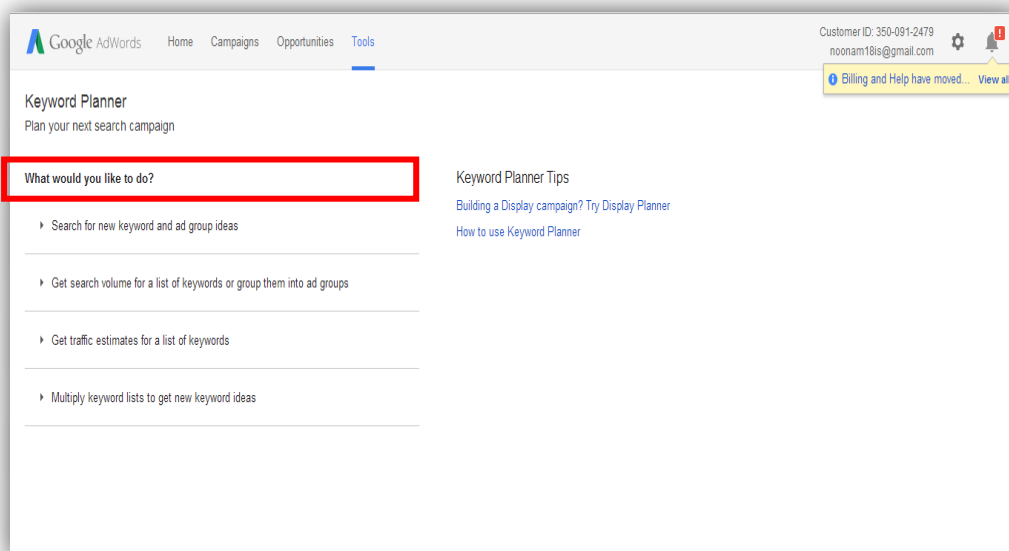 Google AdWords Home Campaigns Opportunities Tools
Customer ID: 350-091-2479
noonam18is@gmail.com
!
Billing and Help have moved... View all
Keyword Planner
Plan your next search campaign
What would you like to do?
Search for new keyword and ad group ideas
Get search volume for a list of keywords or group them into ad groups
Get traffic estimates for a list of keywords
Multiply keyword lists to get new keyword ideas
Keyword Planner Tips
Building a Display campaign? Try Display Planner
How to use Keyword Planner